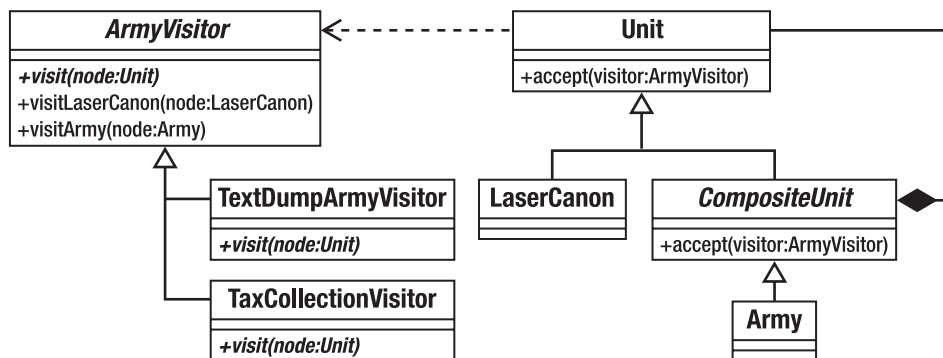 ArmyVisitor
+visit(node:Unit)
+visitLaserCanon(node:LaserCanon)
+visitArmy(node:Army)
Unit
+accept(visitor:ArmyVisitor)
TextDumpArmyVisitor
+visit(node:Unit)
LaserCanon
CompositeUnit
+accept(visitor:ArmyVisitor)
TaxCollectionVisitor
+visit(node:Unit)
Army